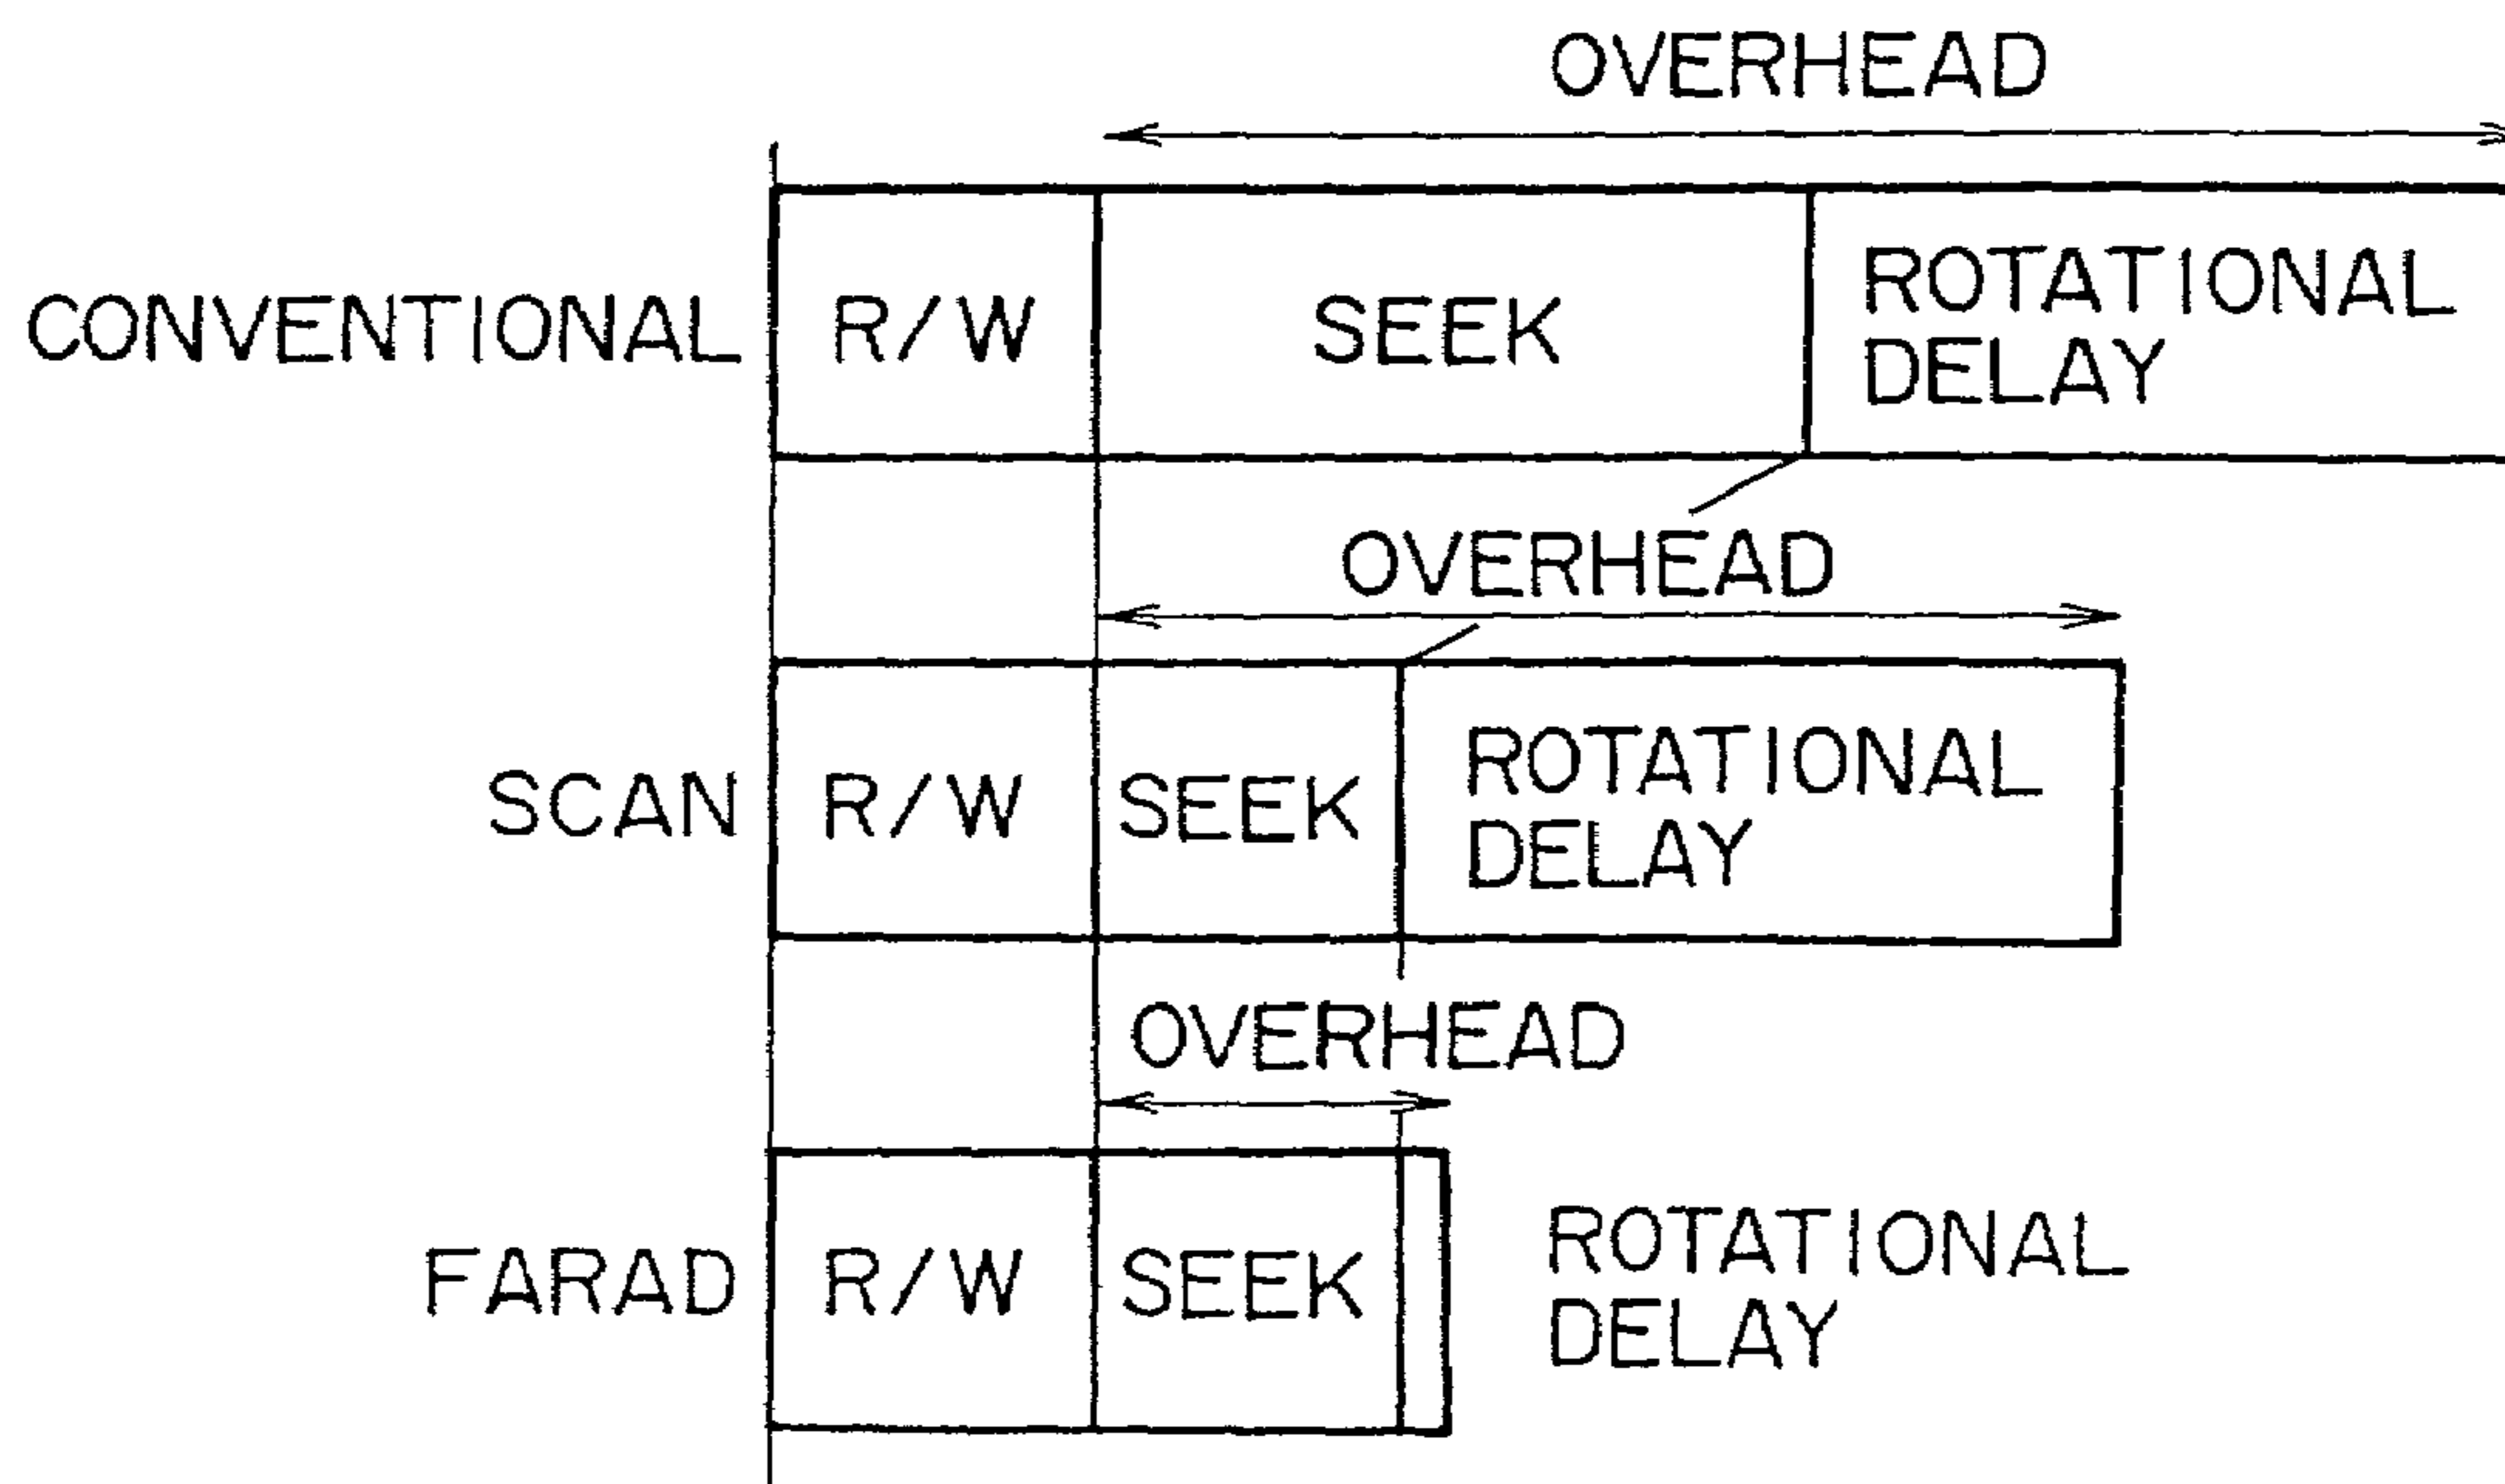 OVERHEAD
CONVENTIONAL R/W SEEK ROTATIONAL
DELAY
OVERHEAD
SCAN R/W SEEK ROTATIONAL
DELAY
OVERHEAD
FARAD R/W SEEK ROTATIONAL
DELAY